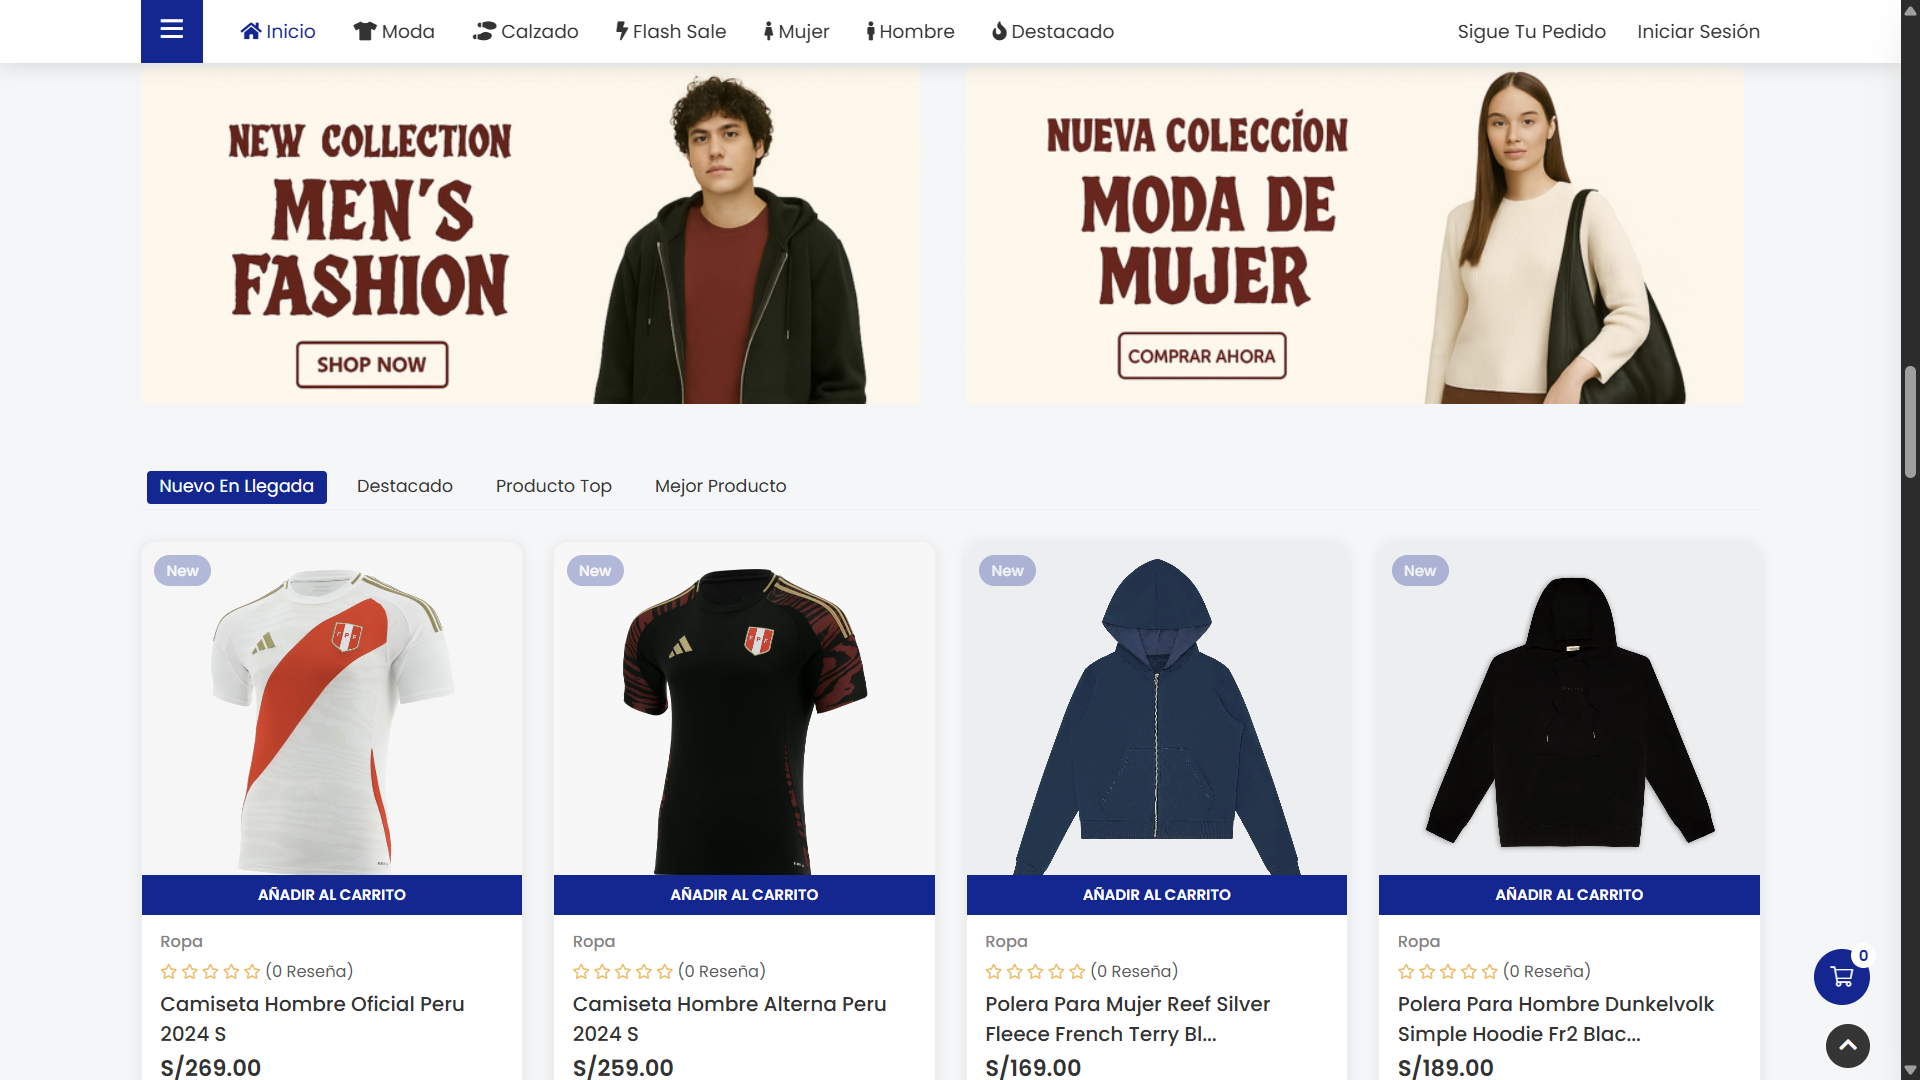 Inicio
Moda
Calzado
Flash Sale
Mujer
Hombre
Destacado
Sigue Tu Pedido
Iniciar Sesión
NEW COLLECTION
MEN'S
FASHION
SHOP NOW
NUEVA COLECCÍON
MODA DE
MUJER
COMPRAR AHORA
Nuevo En Llegada
Destacado
Producto Top
Mejor Producto
New
New
New
New
FPF
FPF
AÑADIR AL CARRITO
AÑADIR AL CARRITO
AÑADIR AL CARRITO
AÑADIR AL CARRITO
Ropa
(0 Reseña)
Camiseta Hombre Oficial Peru
2024 S
S/269.00
Ropa
(0 Reseña)
Camiseta Hombre Alterna Peru
2024 S
S/259.00
Ropa
(0 Reseña)
Polera Para Mujer Reef Silver
Fleece French Terry Bl...
S/169.00
Ropa
(0 Reseña)
Polera Para Hombre Dunkelvolk
Simple Hoodie Fr2 Blac...
S/189.00
0